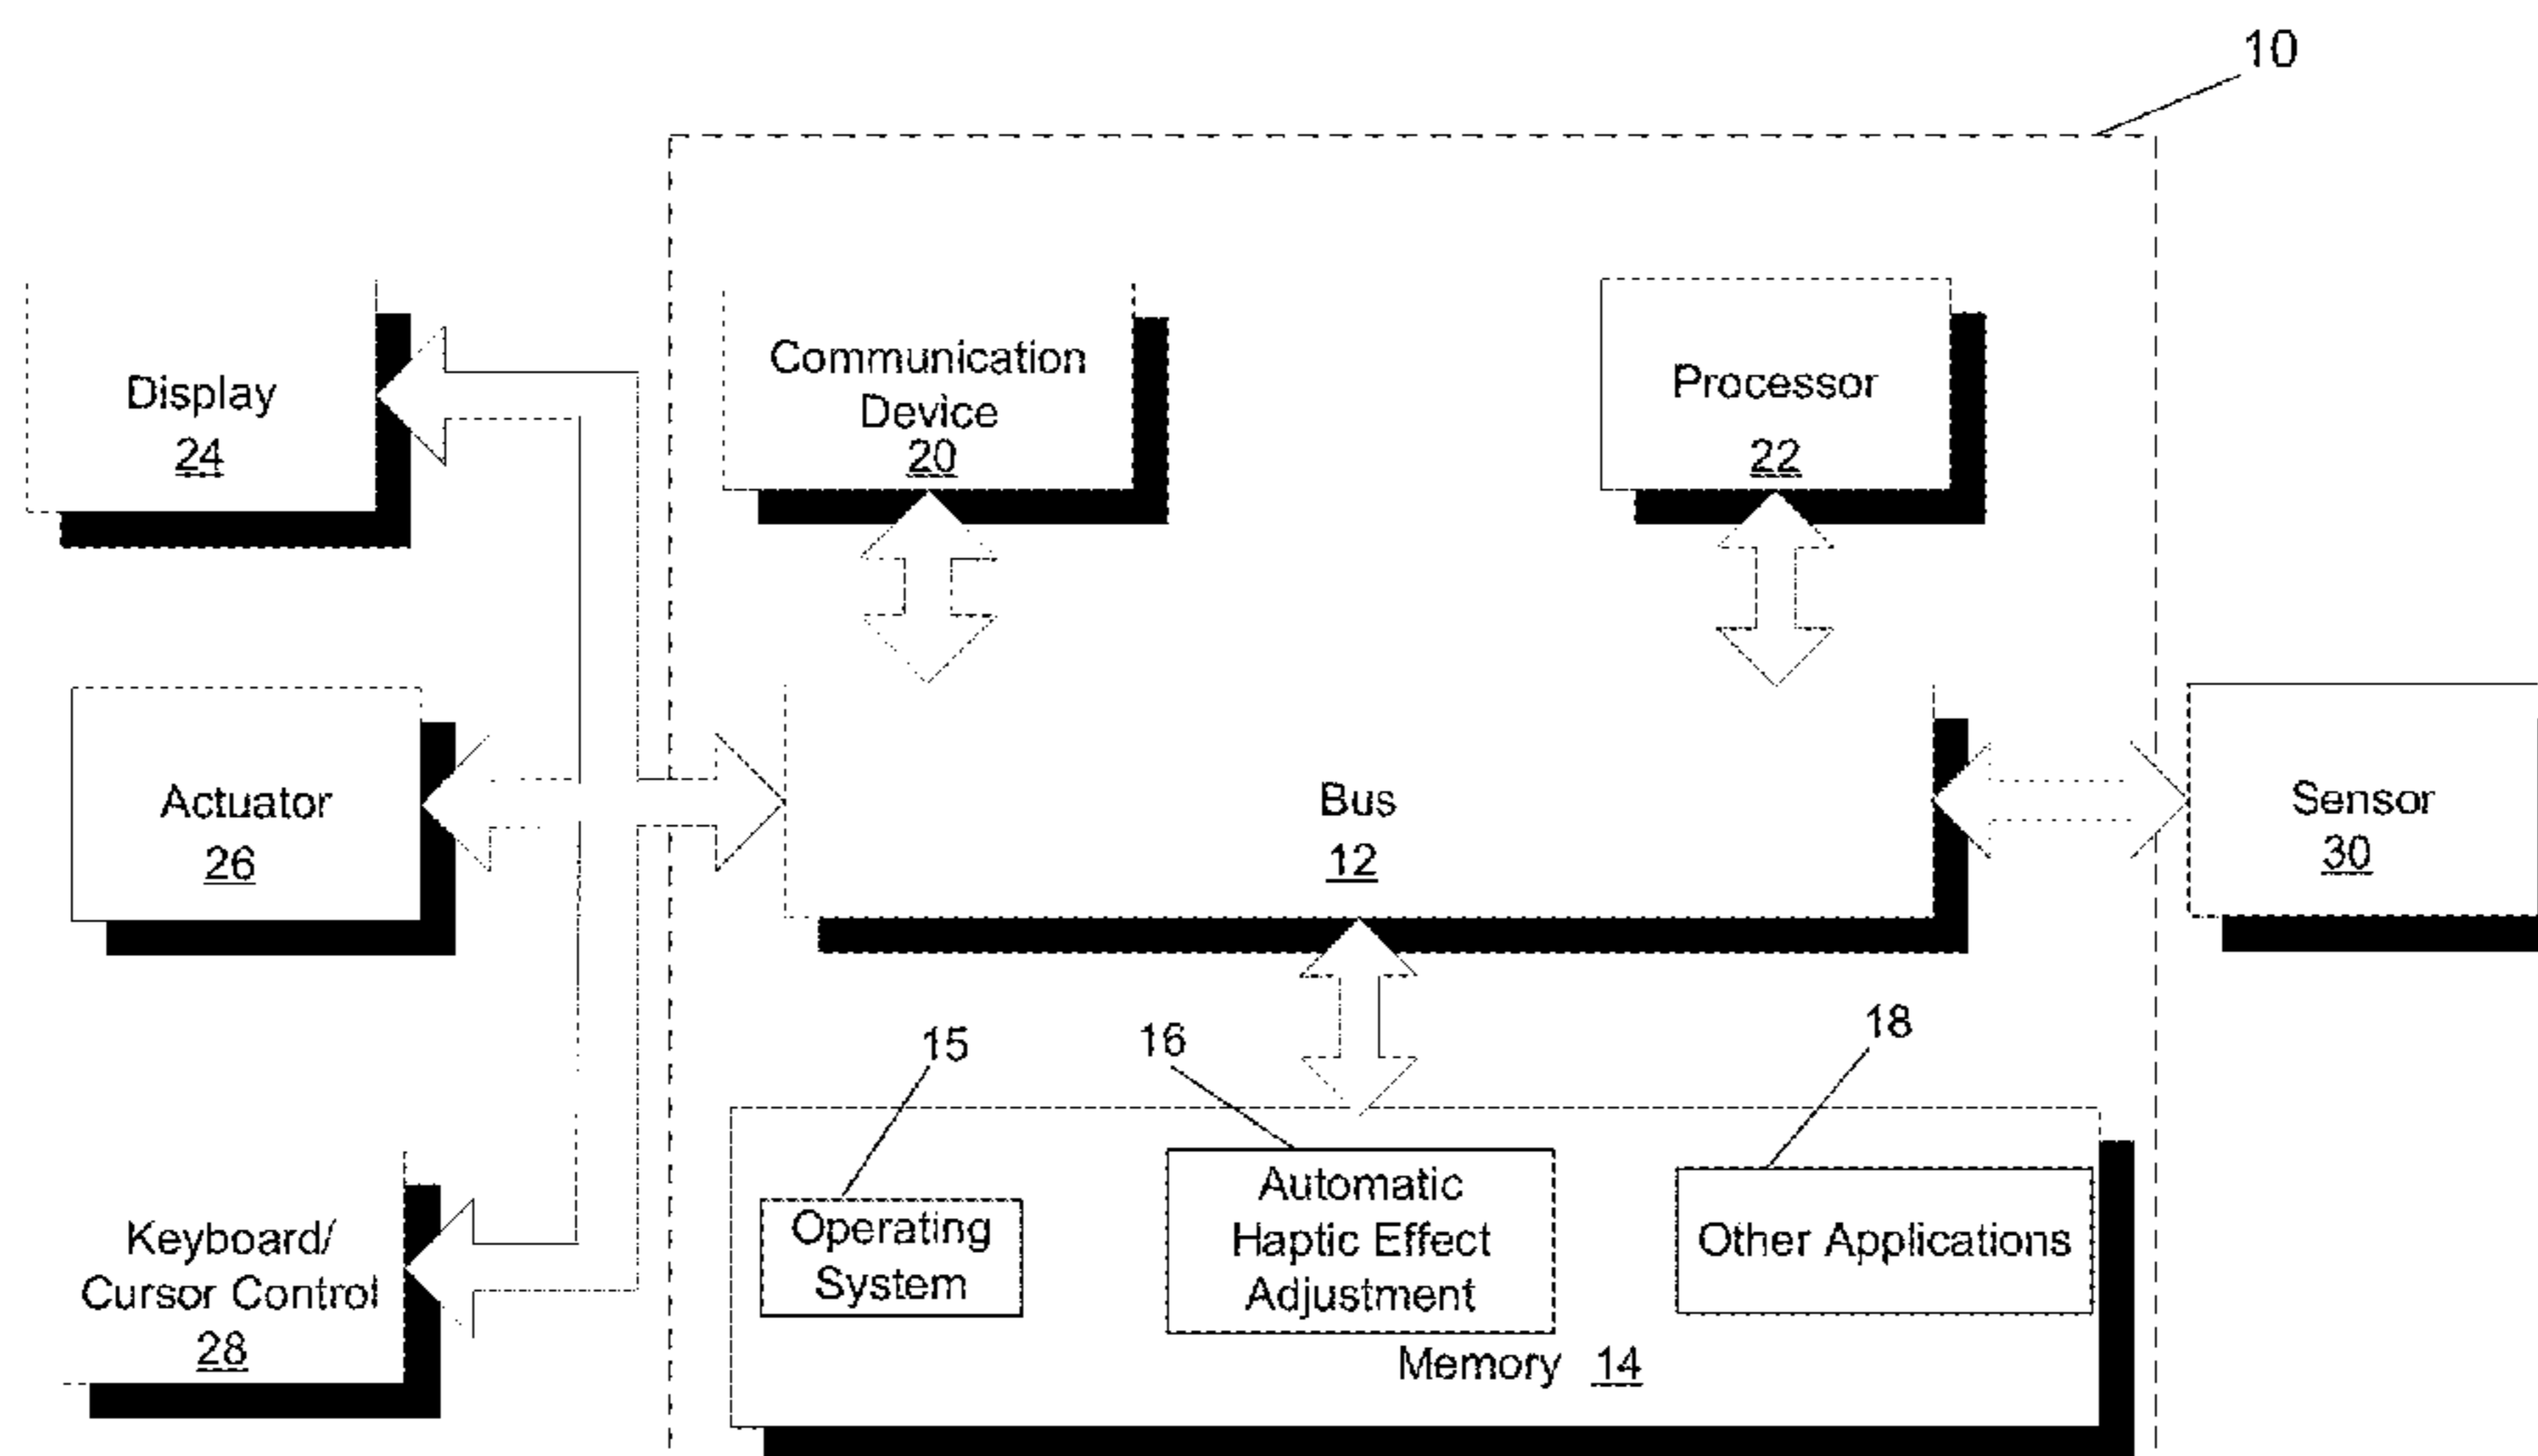 10
Display
24
Communication
Device
20
Processor
22
Actuator
26
Bus
12
Sensor
30
15
16
18
Keyboard/
Cursor Control
28
Operating
System
Automatic
Haptic Effect
Adjustment
Other Applications
Memory 14